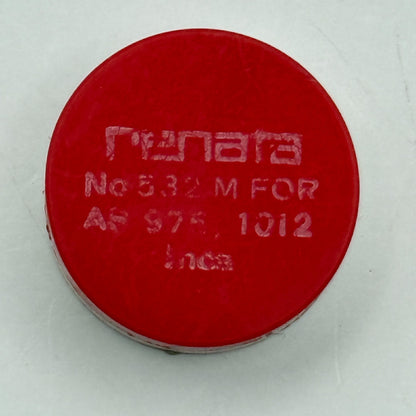 renata
No 532 M FOR
AS 976, 1012
Inca